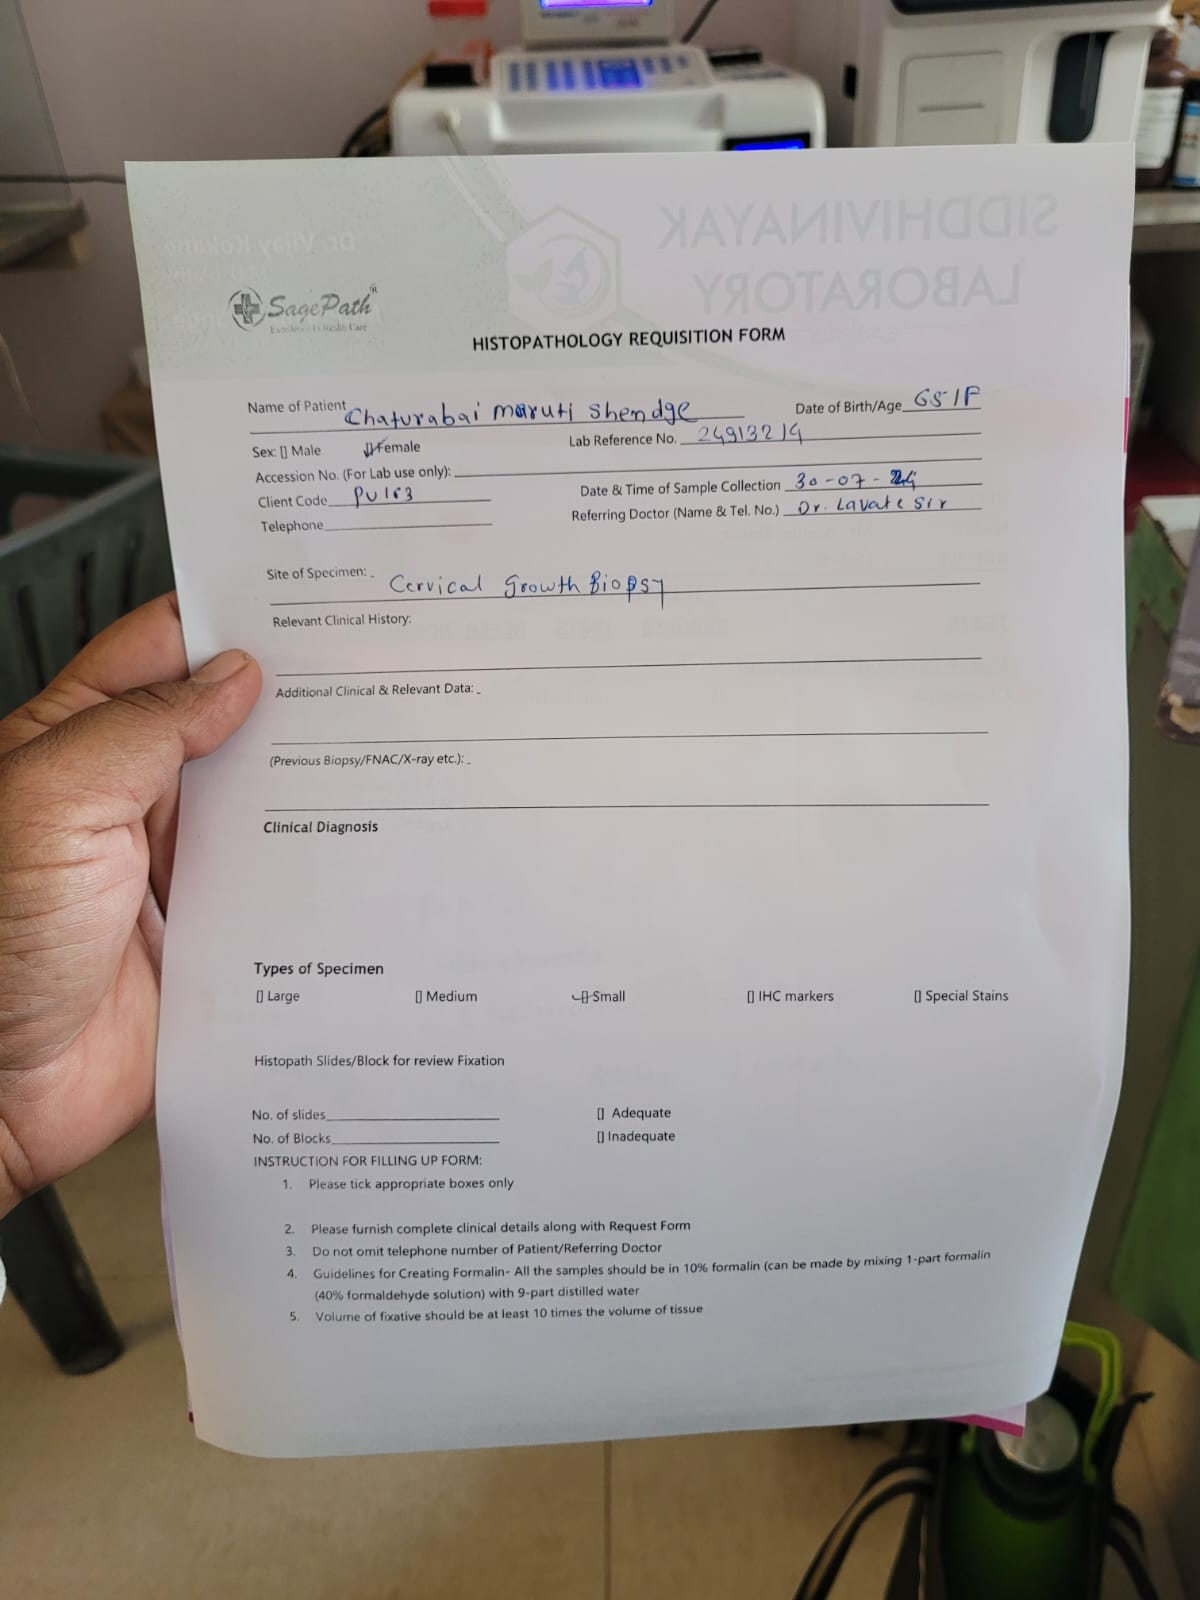 SIDDHIVINAYAK
LABORATORY
Dr. Vijay Kokane
SagePath
Excellence In Health Care
HISTOPATHOLOGY REQUISITION FORM
Name of Patient Chaturabai maruti Shendge Date of Birth/Age 65/F
Sex: [] Male [] Female Lab Reference No. 24913214
Accession No. (For Lab use only):
Client Code PU163 Date & Time of Sample Collection 30-07-24
Telephone Referring Doctor (Name & Tel. No.) Dr. Lavate Sir
Site of Specimen: Cervical Growth Biopsy
Relevant Clinical History:
Additional Clinical & Relevant Data:
(Previous Biopsy/FNAC/X-ray etc.):
Clinical Diagnosis
Types of Specimen
[] Large [] Medium [] Small [] IHC markers [] Special Stains
Histopath Slides/Block for review Fixation
No. of slides [] Adequate
No. of Blocks [] Inadequate
INSTRUCTION FOR FILLING UP FORM:
1. Please tick appropriate boxes only
2. Please furnish complete clinical details along with Request Form
3. Do not omit telephone number of Patient/Referring Doctor
4. Guidelines for Creating Formalin- All the samples should be in 10% formalin (can be made by mixing 1-part formalin
(40% formaldehyde solution) with 9-part distilled water
5. Volume of fixative should be at least 10 times the volume of tissue